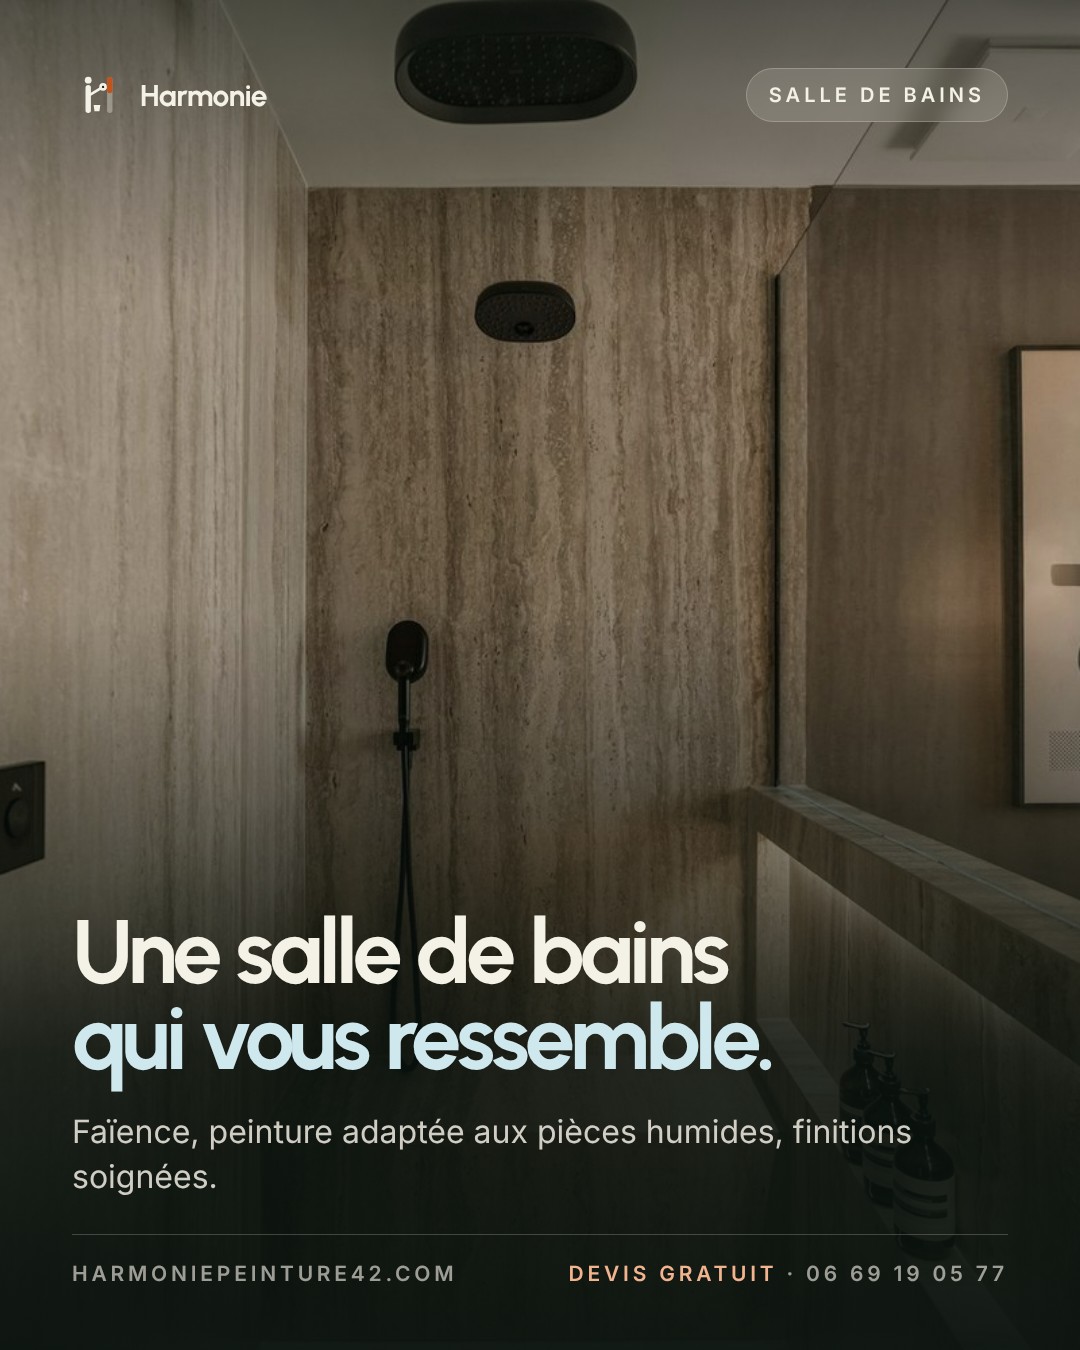 Harmonie
SALLE DE BAINS
Une salle de bains
qui vous ressemble.
Faïence, peinture adaptée aux pièces humides, finitions
soignées.
HARMONIEPEINTURE42.COM
DEVIS GRATUIT · 06 69 19 05 77